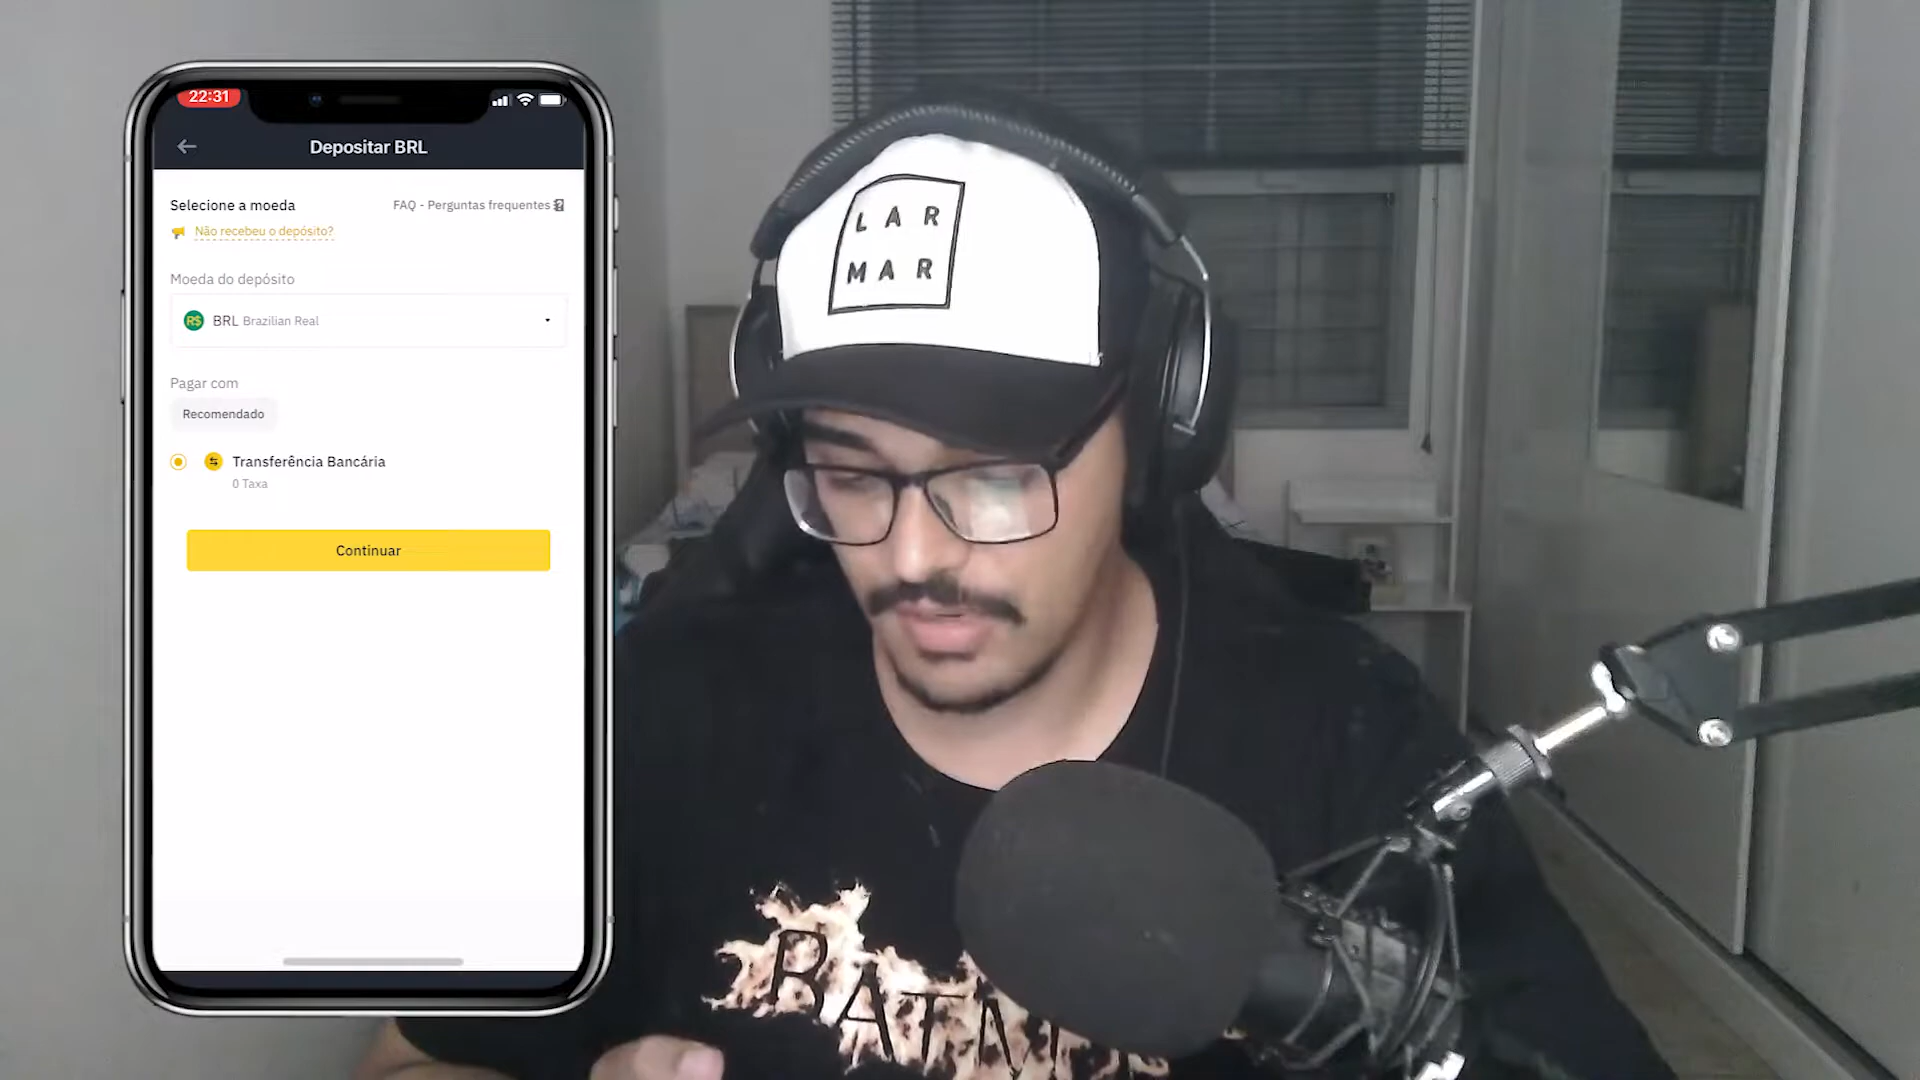 22:31
Depositar BRL
Selecione a moeda
FAQ - Perguntas frequentes
Não recebeu o depósito?
Moeda do depósito
R$ BRL Brazilian Real
Pagar com
Recomendado
Transferência Bancária
0 Taxa
Continuar
LAR
MAR
BATM